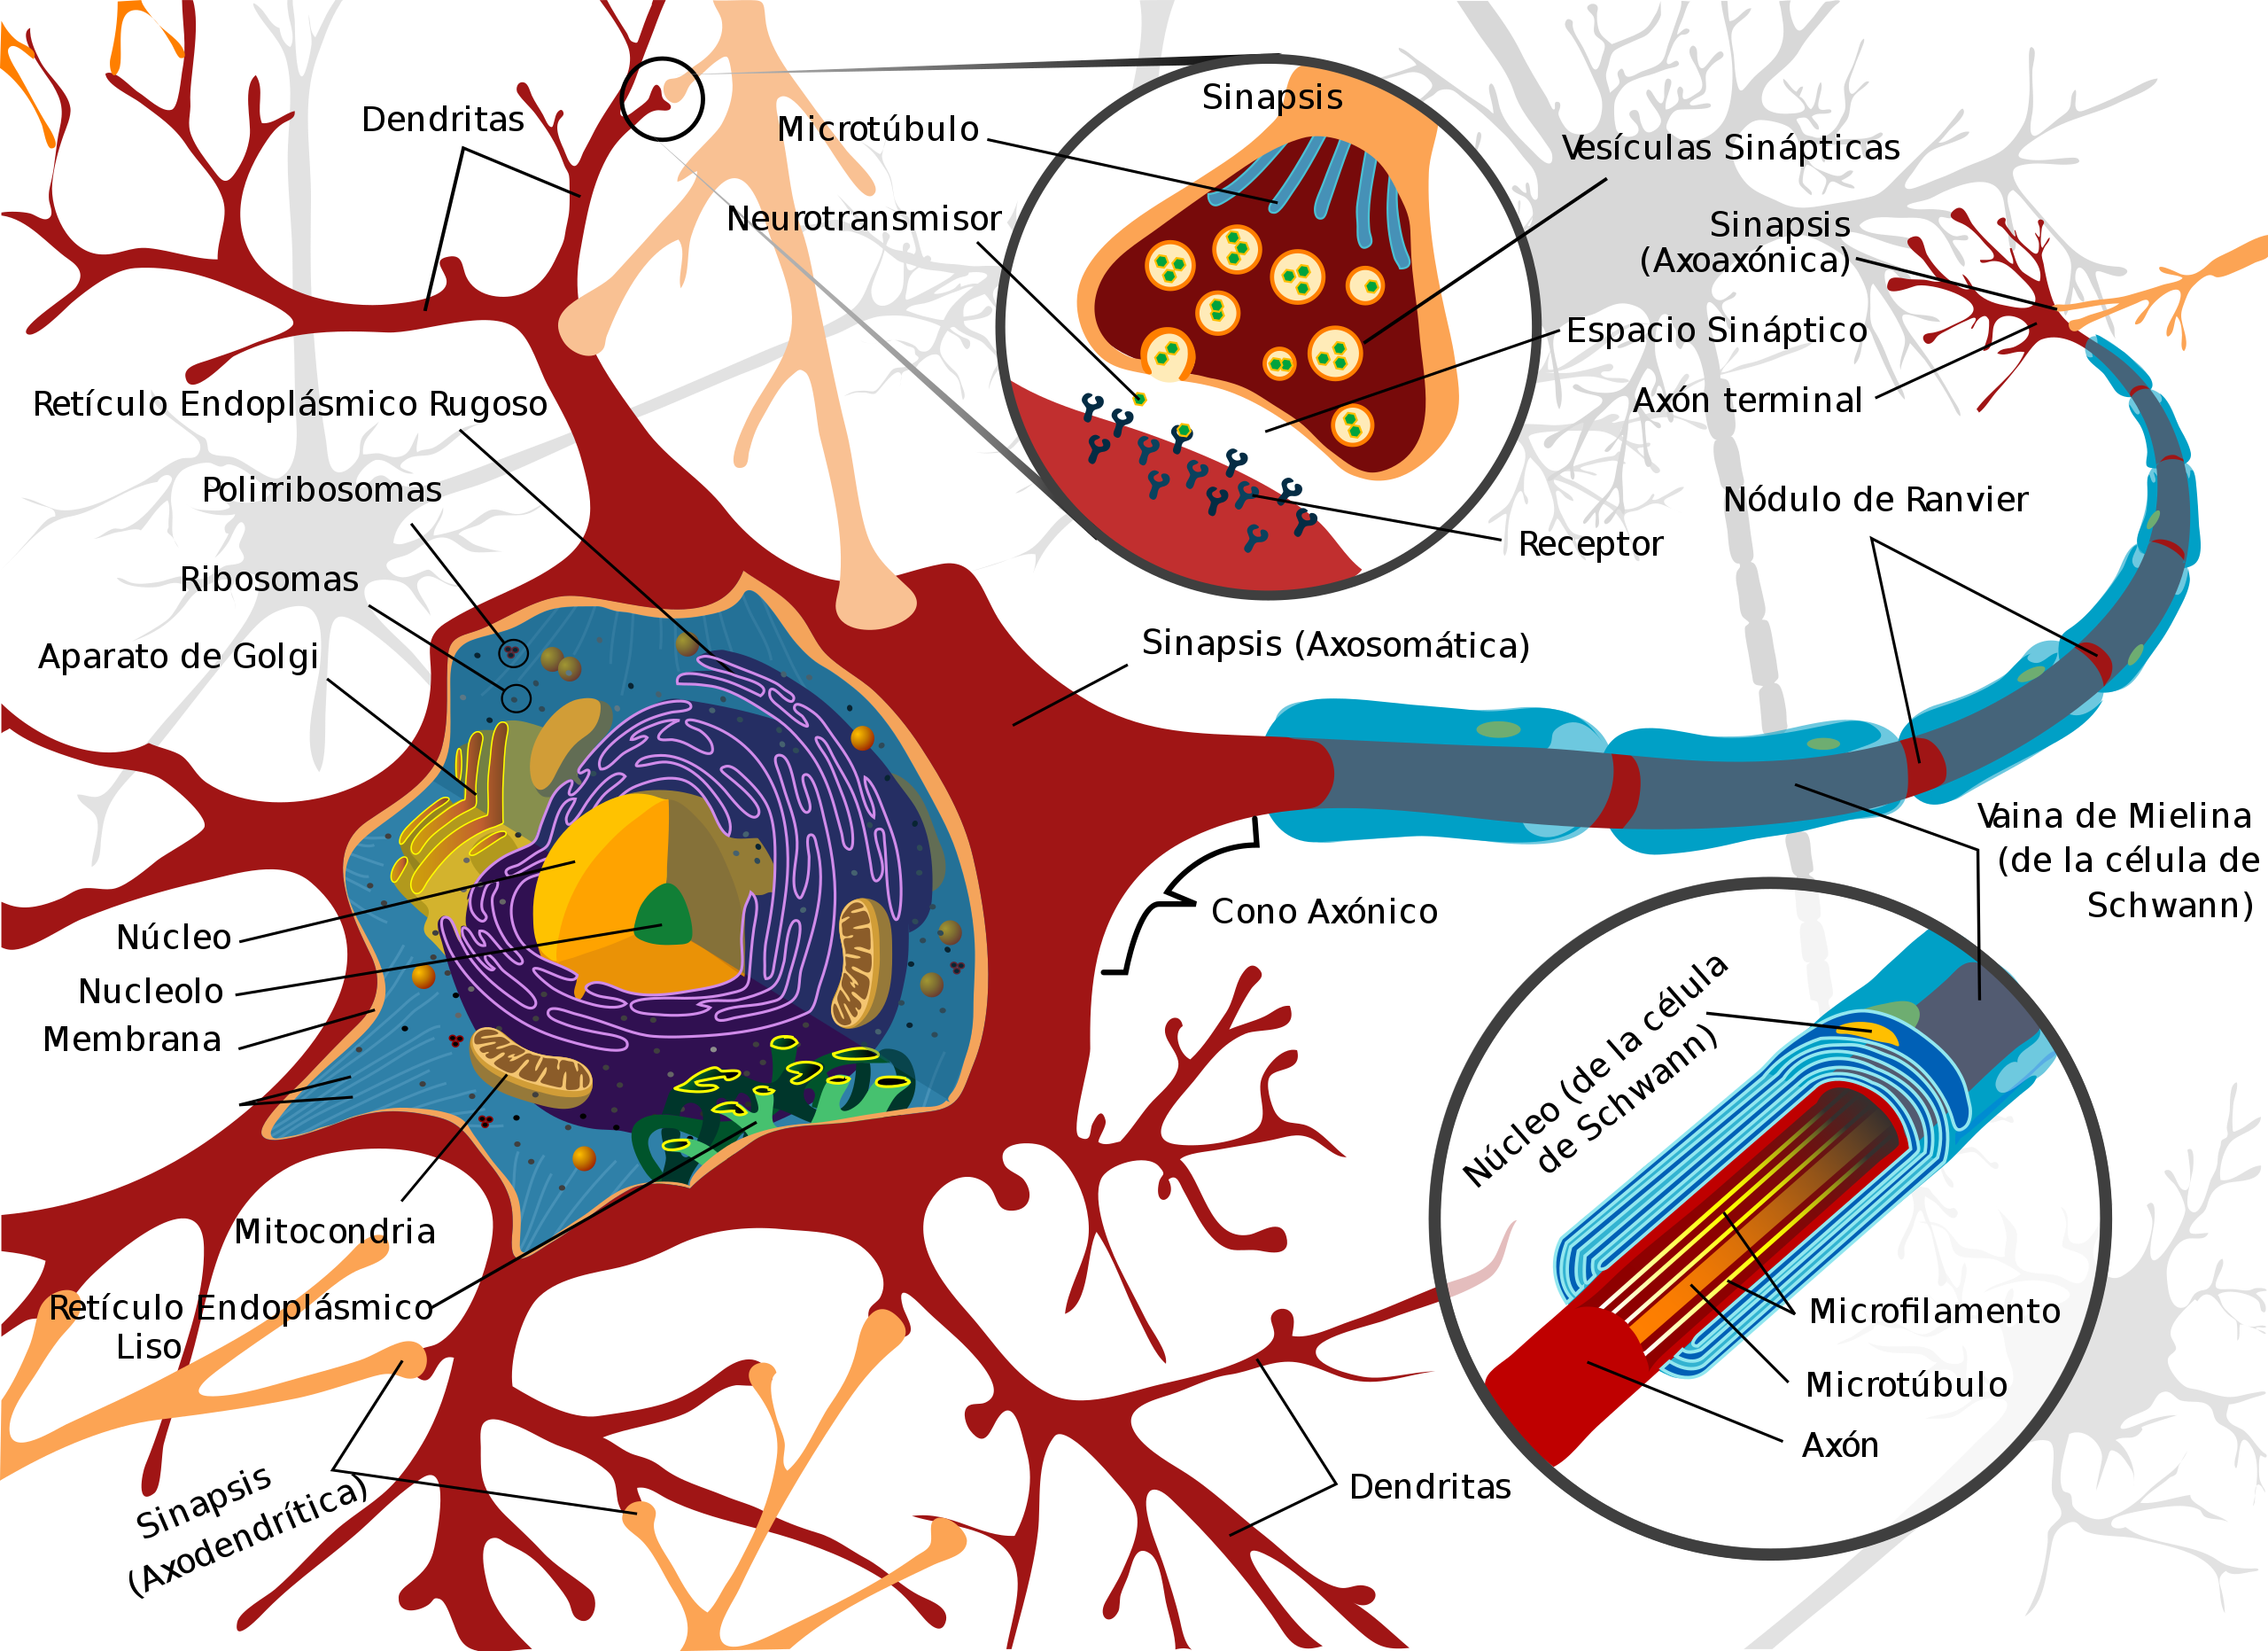 Sinapsis
Dendritas
Microtúbulo
Vesículas Sinápticas
Neurotransmisor
Sinapsis
(Axoaxónica)
Espacio Sináptico
Retículo Endoplásmico Rugoso
Axón terminal
Polirribosomas
Nódulo de Ranvier
Receptor
Ribosomas
Aparato de Golgi
Sinapsis (Axosomática)
Vaina de Mielina
(de la célula de
Schwann)
Cono Axónico
Núcleo
Nucleolo
Membrana
Núcleo (de la célula
de Schwann)
Mitocondria
Retículo Endoplásmico
Liso
Microfilamento
Microtúbulo
Axón
Dendritas
Sinapsis
(Axodendrítica)